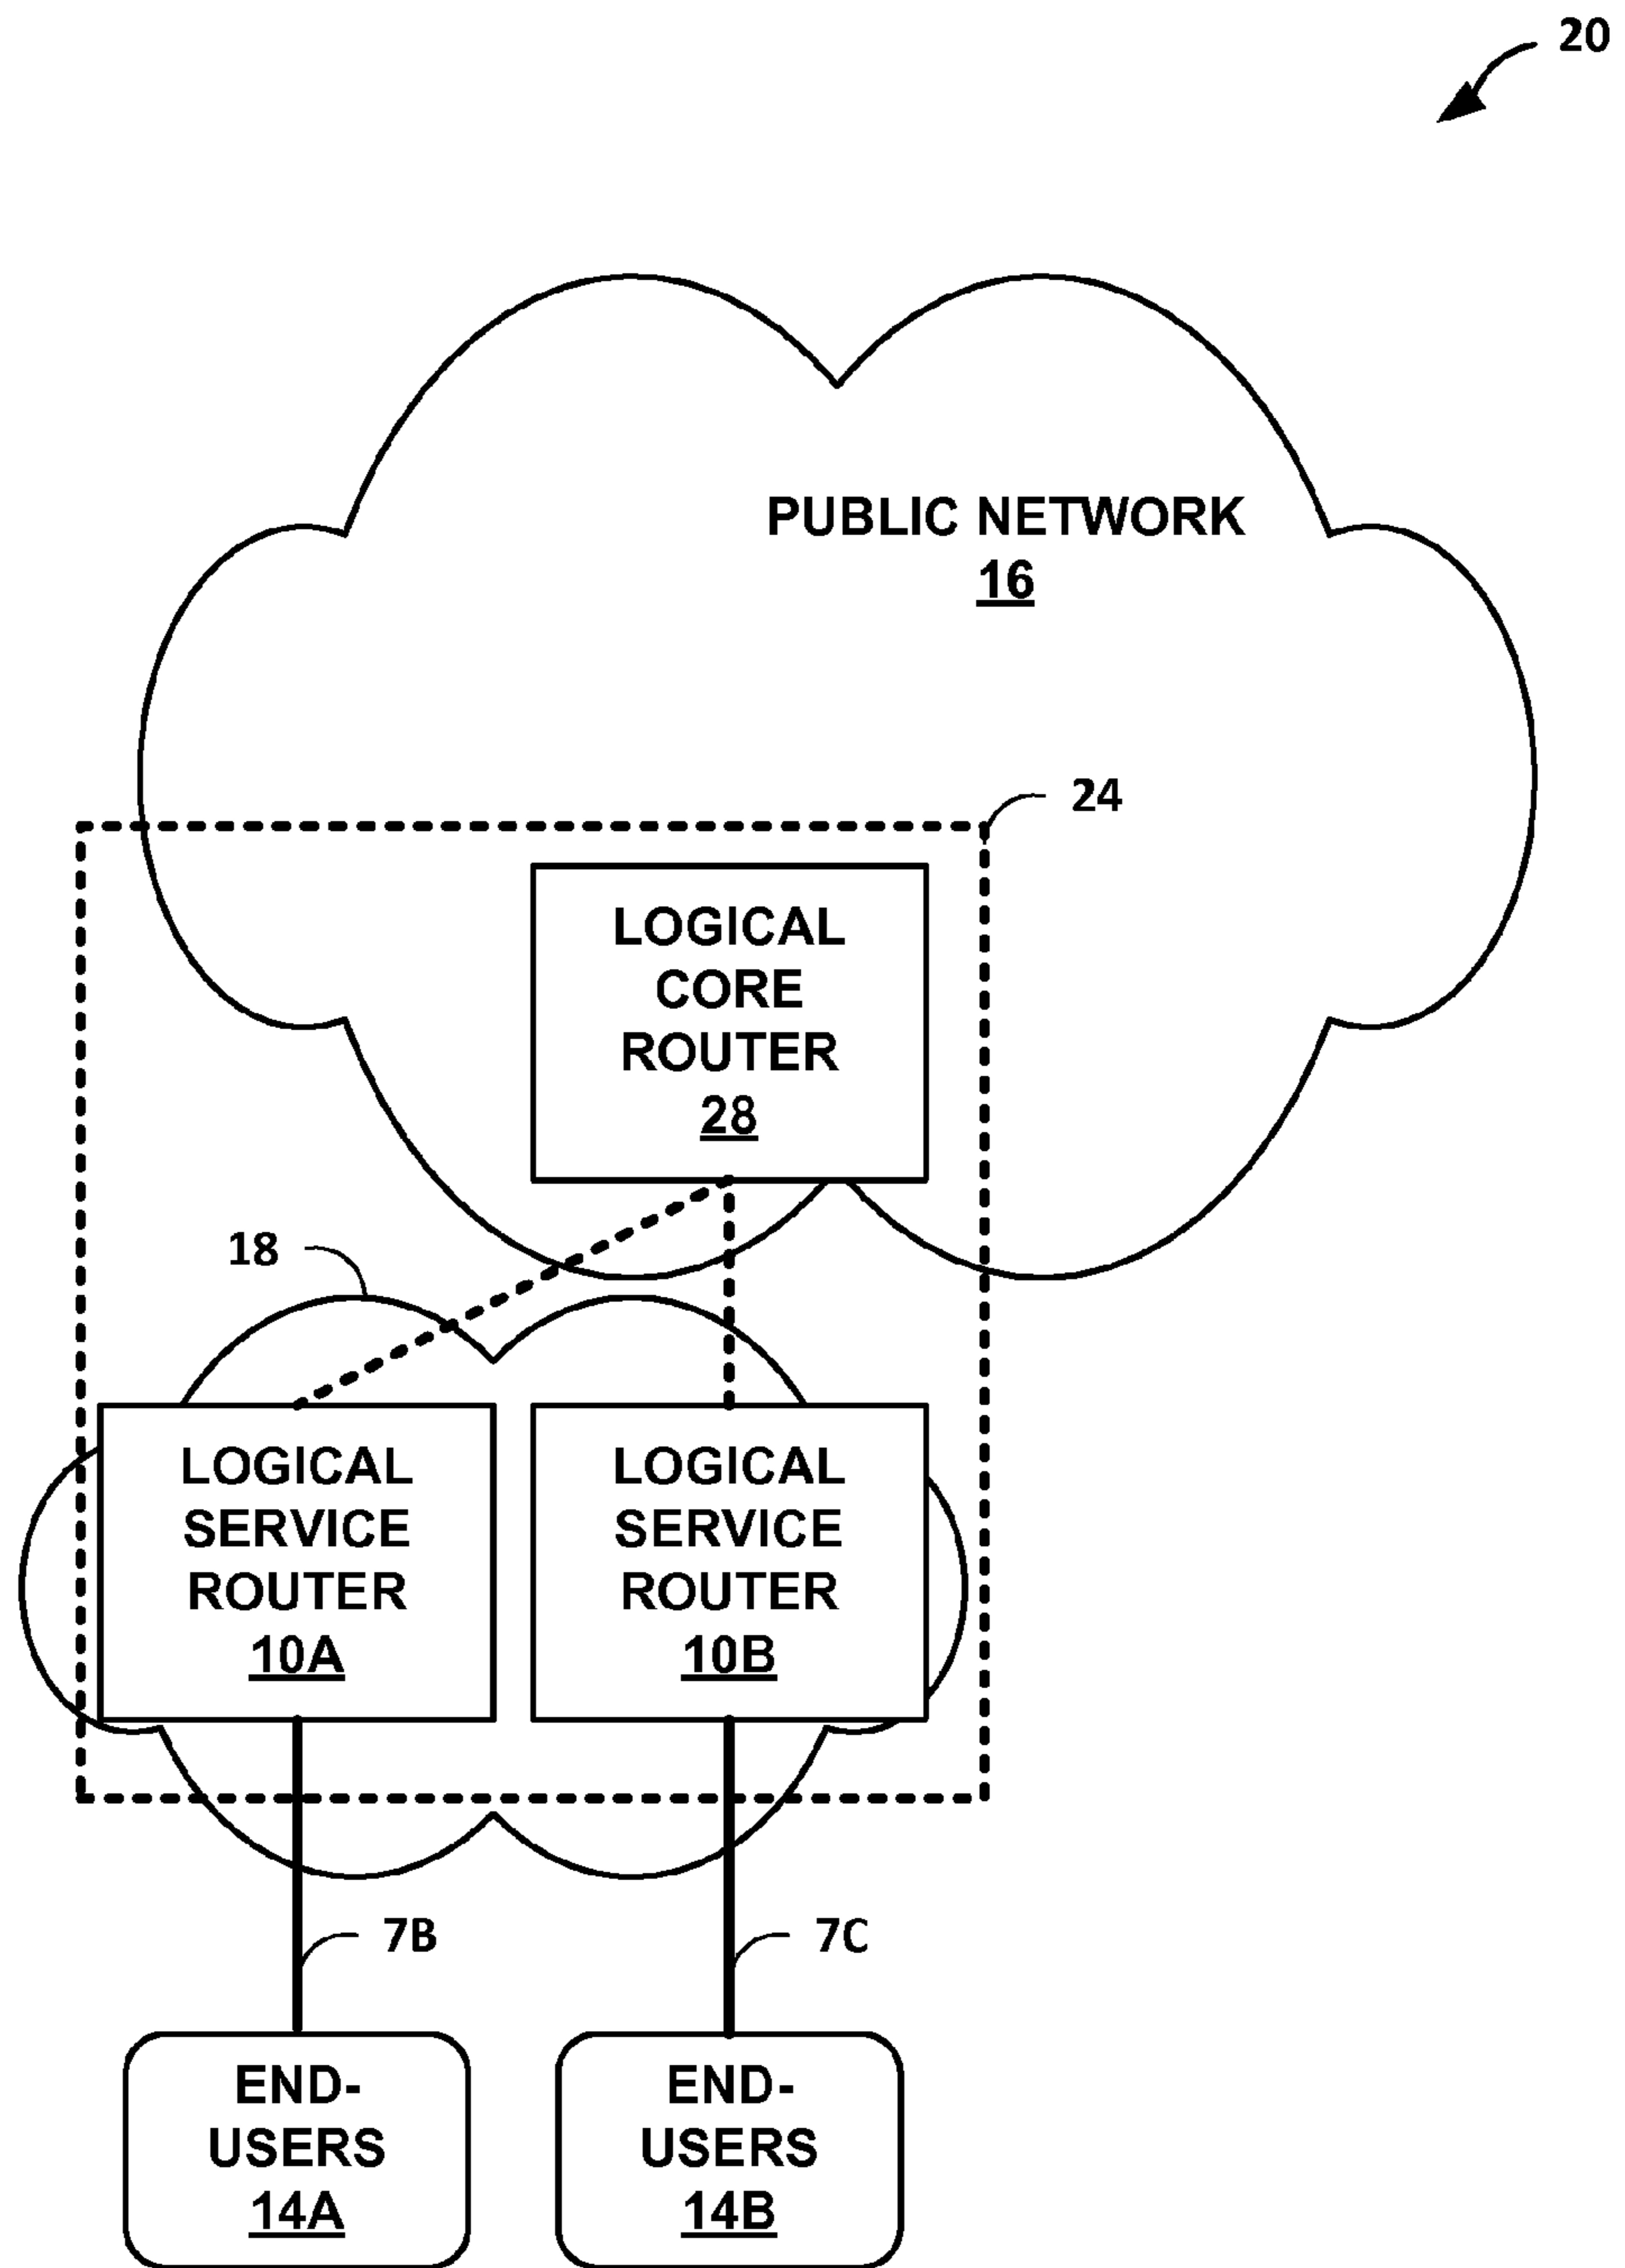 20
PUBLIC NETWORK
16
24
LOGICAL
CORE
ROUTER
28
18
LOGICAL
SERVICE
ROUTER
10A
LOGICAL
SERVICE
ROUTER
10B
7B
7C
END-
USERS
14A
END-
USERS
14B